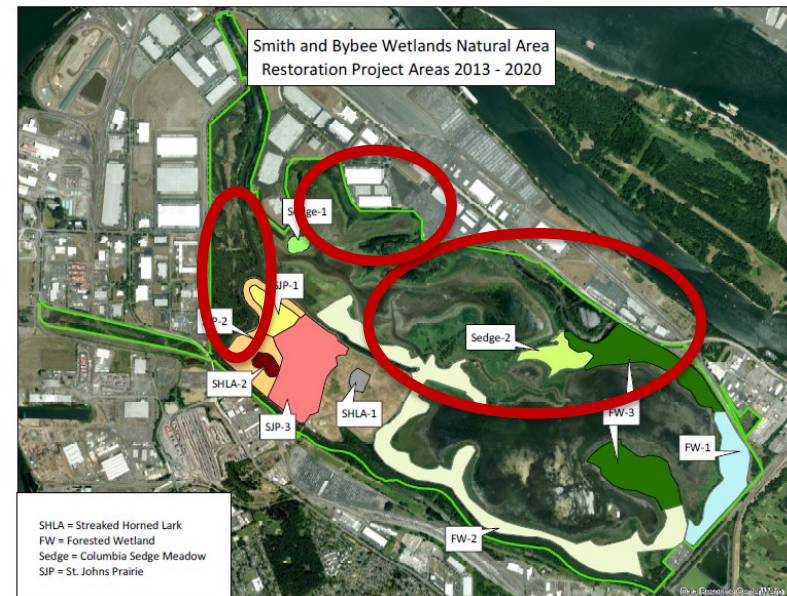 Smith and Bybee Wetlands Natural Area
Restoration Project Areas 2013 - 2020
Sedge-1
SJP-1
SHLA-2
SJP-3
SHLA-1
Sedge-2
FW-3
FW-1
FW-2
SHLA = Streaked Horned Lark
FW = Forested Wetland
Sedge = Columbia Sedge Meadow
SJP = St. Johns Prairie